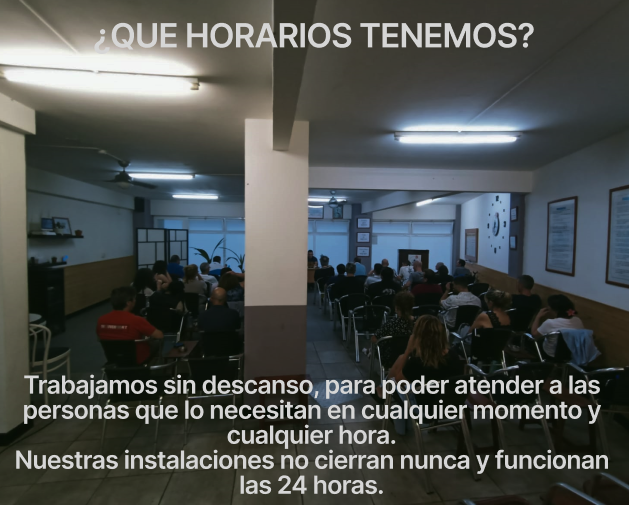 ¿QUE HORARIOS TENEMOS?
Trabajamos sin descanso, para poder atender a las
personas que lo necesitan en cualquier momento y
cualquier hora.
Nuestras instalaciones no cierran nunca y funcionan
las 24 horas.